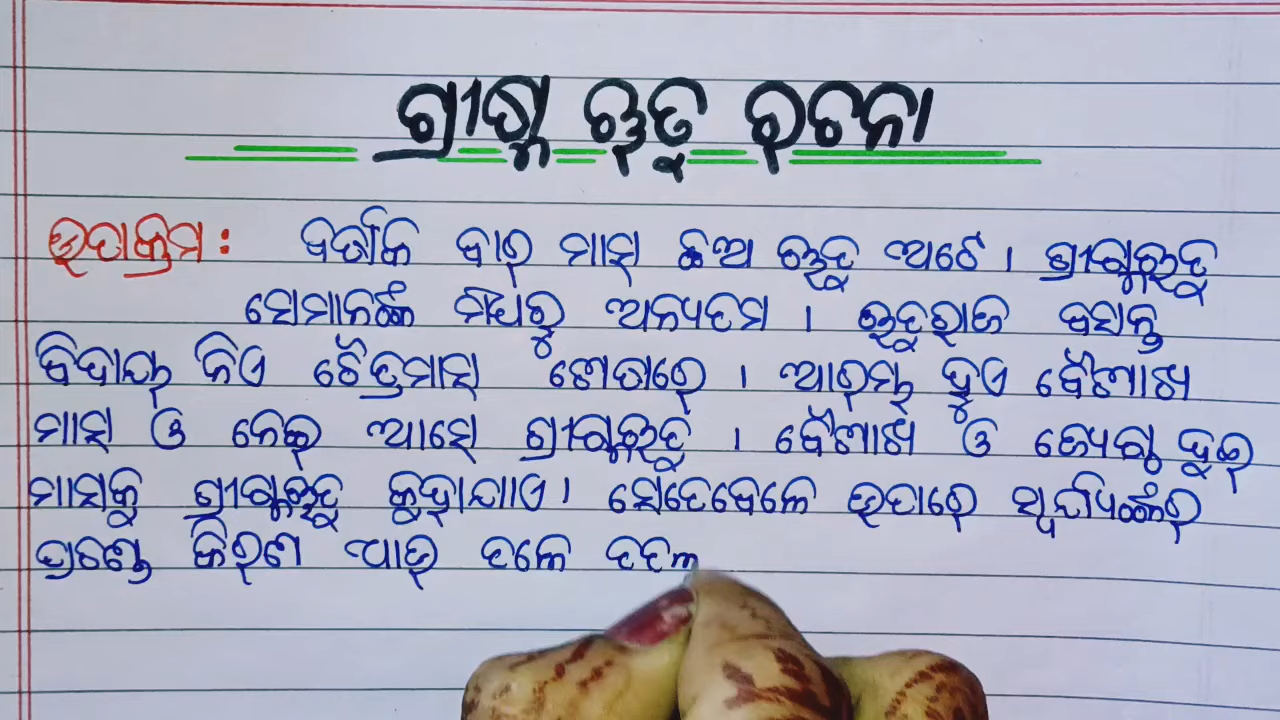 ଗ୍ରୀଷ୍ମ ଋତୁ ରଚନା
ଉପକ୍ରମ : ବର୍ଷକ ବାର ମାସ ଛଅ ଋତୁ ଅଟେ । ଗ୍ରୀଷ୍ମଋତୁ
ସେମାନଙ୍କ ମଧ୍ୟରୁ ଅନ୍ୟତମ । ଋତୁରାଜ ବସନ୍ତ
ବିଦାୟ ନିଏ ଚୈତ୍ରମାସ ଶେଷରେ । ଆରମ୍ଭ ହୁଏ ବୈଶାଖ
ମାସ ଓ ନେଇ ଆସେ ଗ୍ରୀଷ୍ମଋତୁ । ବୈଶାଖ ଓ ଜ୍ୟେଷ୍ଠ ଦୁଇ
ମାସକୁ ଗ୍ରୀଷ୍ମଋତୁ କୁହାଯାଏ । ସେତେବେଳେ ଉପରେ ସୂର୍ଯ୍ୟଙ୍କର
ପ୍ରଚଣ୍ଡ କିରଣ ଥାଇ ତଳେ